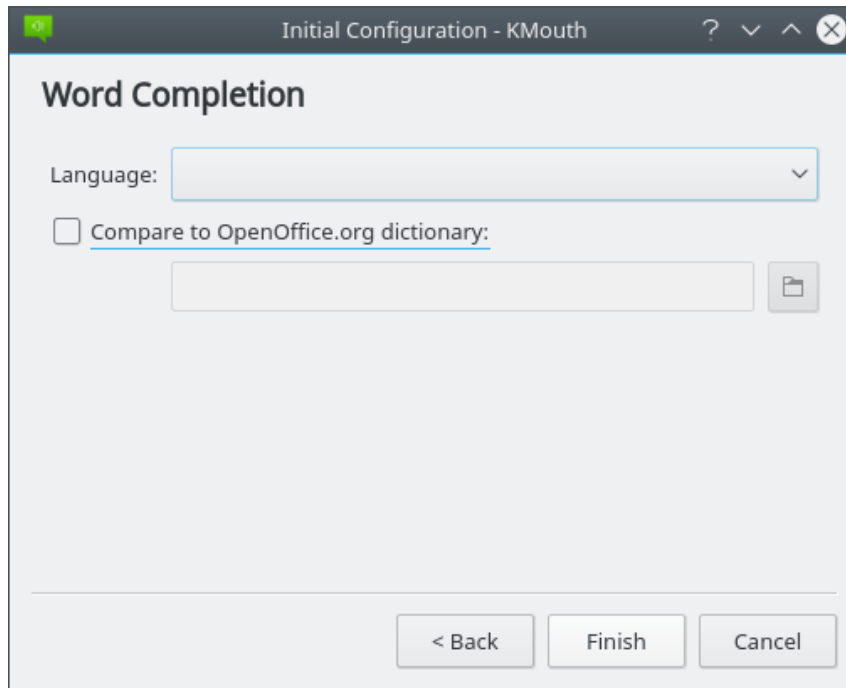 Initial Configuration - KMouth
Word Completion
Language:
Compare to OpenOffice.org dictionary:
< Back
Finish
Cancel